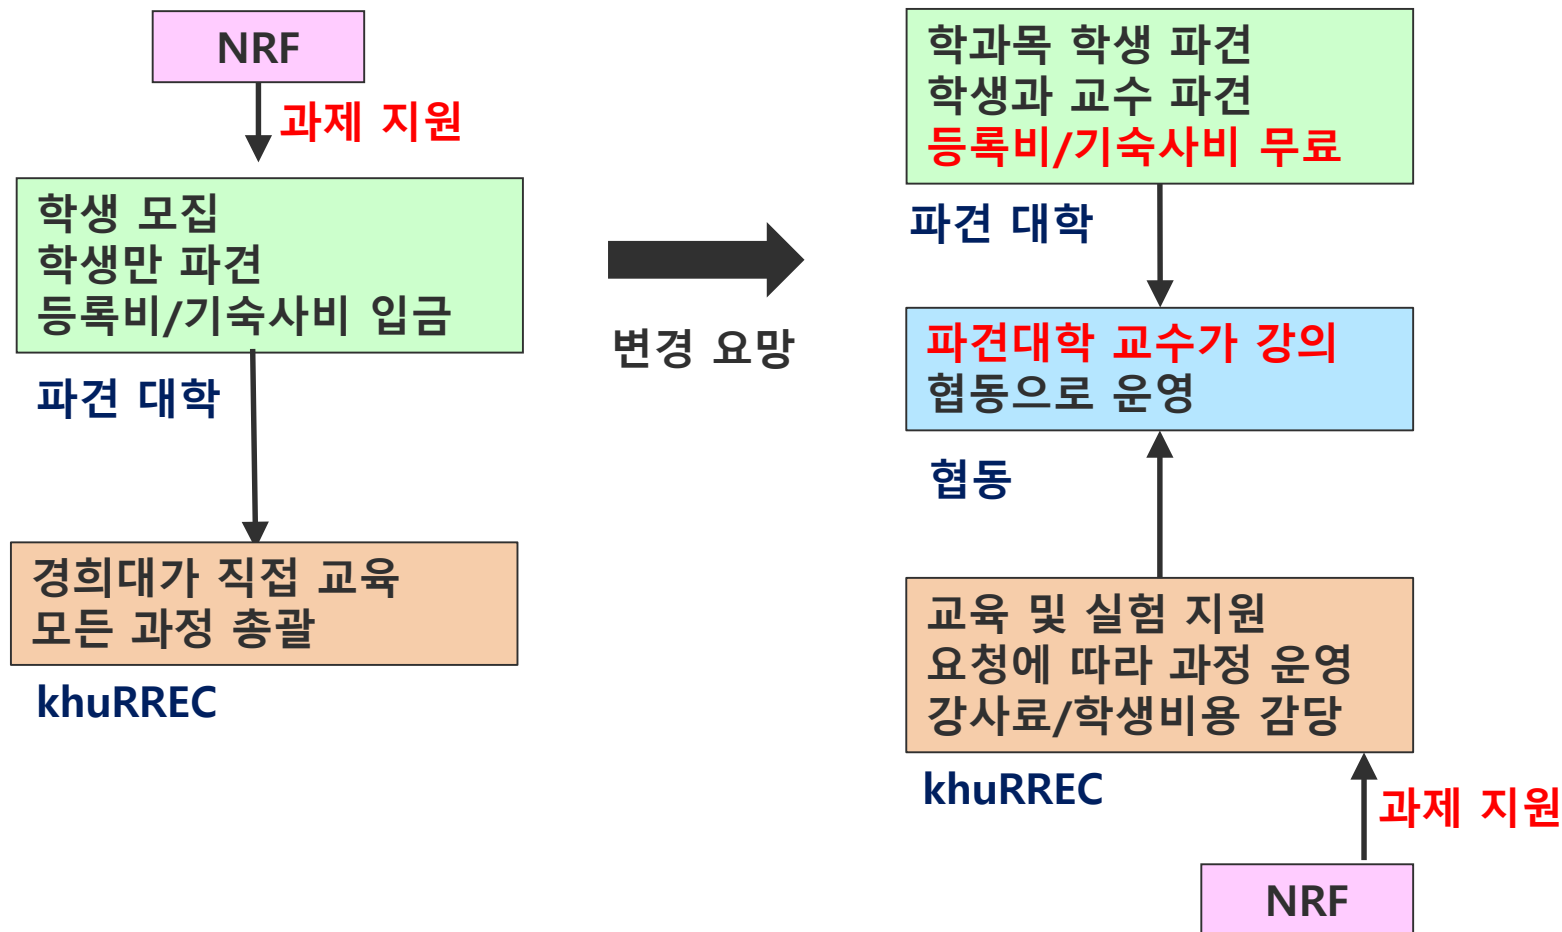 NRF
과제 지원
학생 모집
학생만 파견
등록비/기숙사비 입금
파견 대학
경희대가 직접 교육
모든 과정 총괄
khuRREC
변경 요망
학과목 학생 파견
학생과 교수 파견
등록비/기숙사비 무료
파견 대학
파견대학 교수가 강의
협동으로 운영
협동
교육 및 실험 지원
요청에 따라 과정 운영
강사료/학생비용 감당
khuRREC
과제 지원
NRF